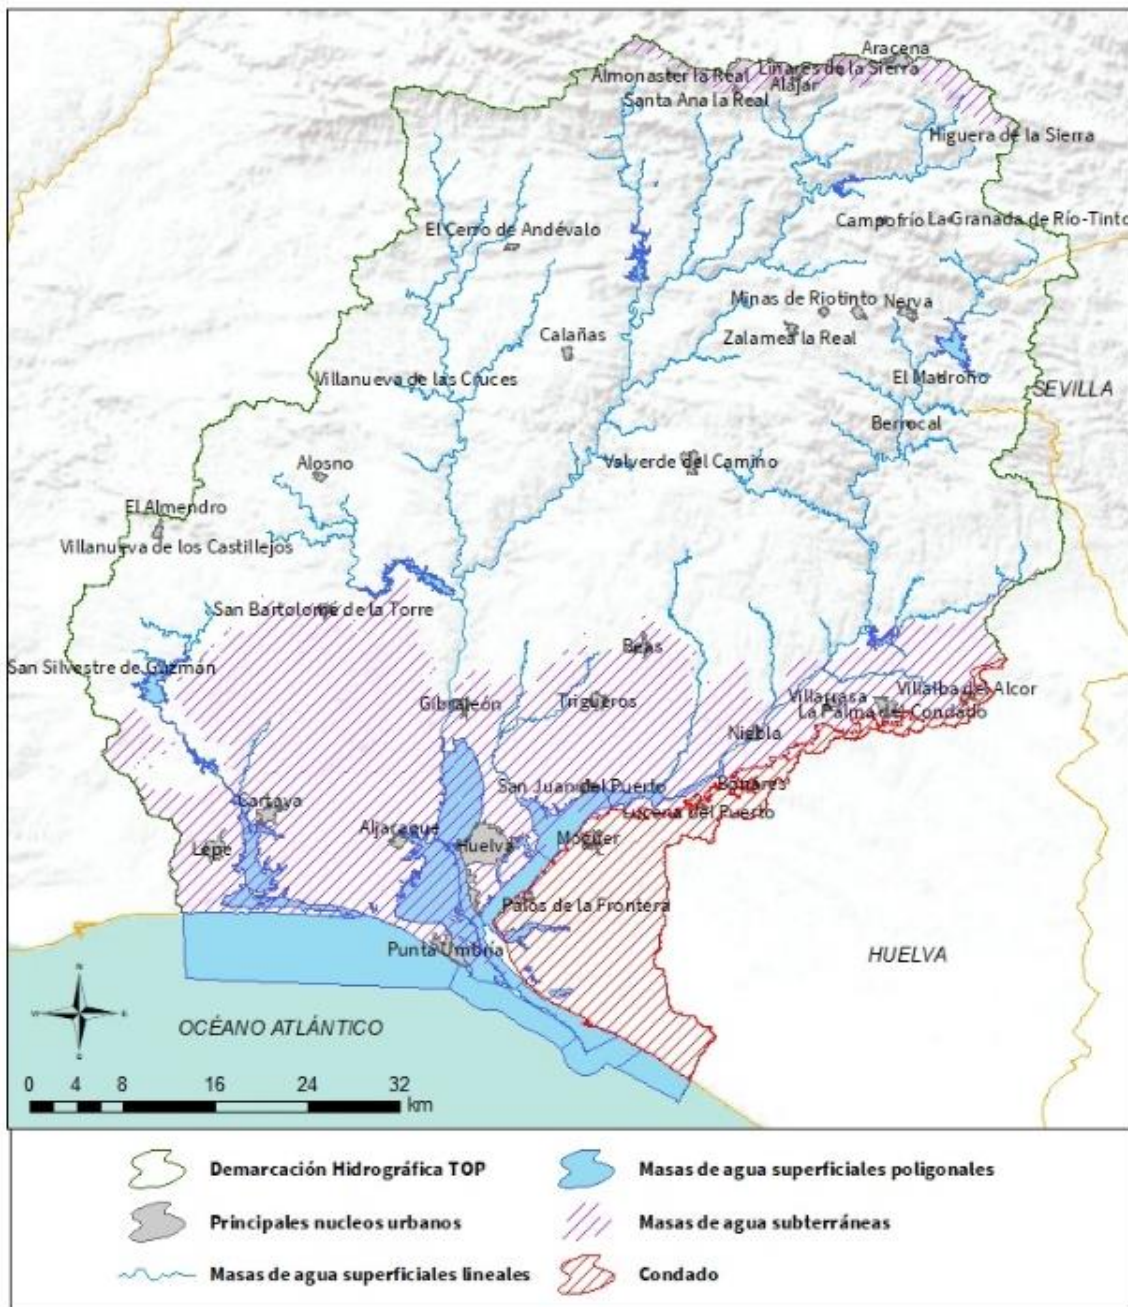 Aracena
Almonaster la Real
Linares de la Sierra
Alajar
Santa Ana la Real
Higuera de la Sierra
Campofrío
La Granada de Río-Tinto
El Cerro de Andévalo
Minas de Riotinto
Nerva
Calañas
Zalamea la Real
Villanueva de las Cruces
El Madroño
SEVILLA
Berrocal
Alosno
Valverde del Camino
El Almendro
Villanueva de los Castillejos
San Bartolomé de la Torre
Beas
San Silvestre de Guzmán
Gibraleón
Trigueros
Villarrasa
Villalba del Alcor
La Palma del Condado
Niebla
San Juan del Puerto
Bonares
Cartaya
Lucena del Puerto
Aljaraque
Huelva
Moguer
Lepe
Palos de la Frontera
Punta Umbría
HUELVA
N
W
E
S
OCÉANO ATLÁNTICO
0 4 8 16 24 32
km
Demarcación Hidrográfica TOP
Masas de agua superficiales poligonales
Principales nucleos urbanos
Masas de agua subterráneas
Masas de agua superficiales lineales
Condado